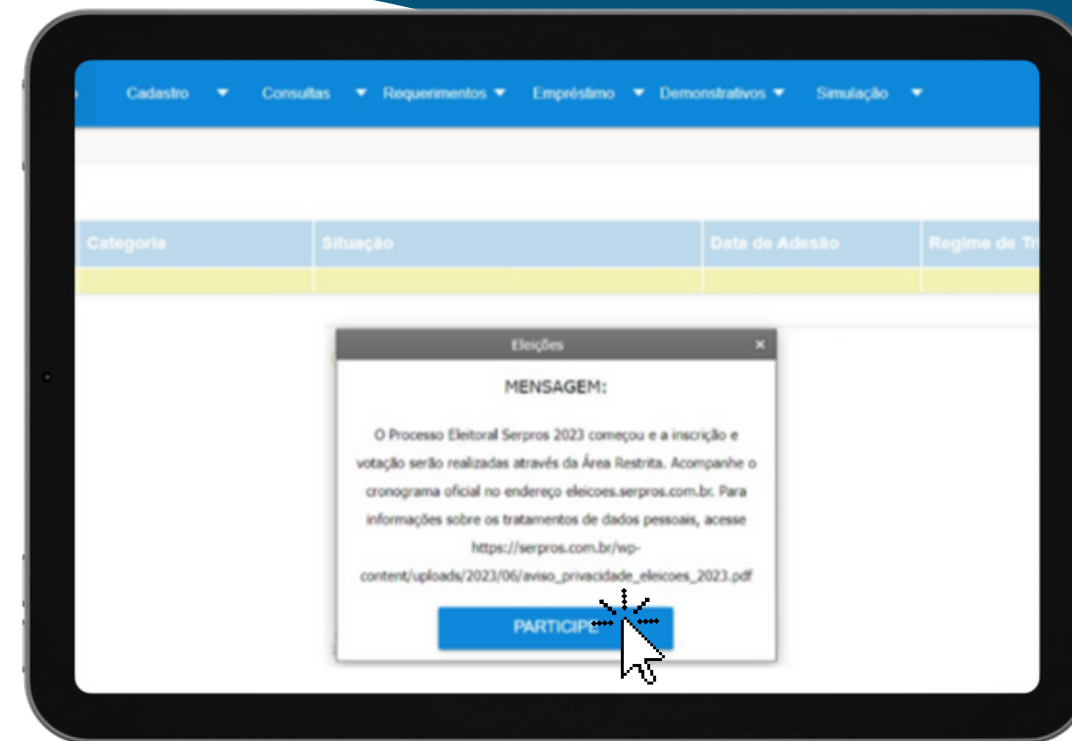 Cadastro Consultas Requerimentos Empréstimo Demonstrativos Simulação
Categoria Situação Data de Adesão Regime de Tr
Eleições ×
MENSAGEM:
O Processo Eleitoral Serpros 2023 começou e a inscrição e
votação serão realizadas através da Área Restrita. Acompanhe o
cronograma oficial no endereço eleicoes.serpros.com.br. Para
informações sobre os tratamentos de dados pessoais, acesse
https://serpros.com.br/wp-
content/uploads/2023/06/aviso_privacidade_eleicoes_2023.pdf
PARTICIPE